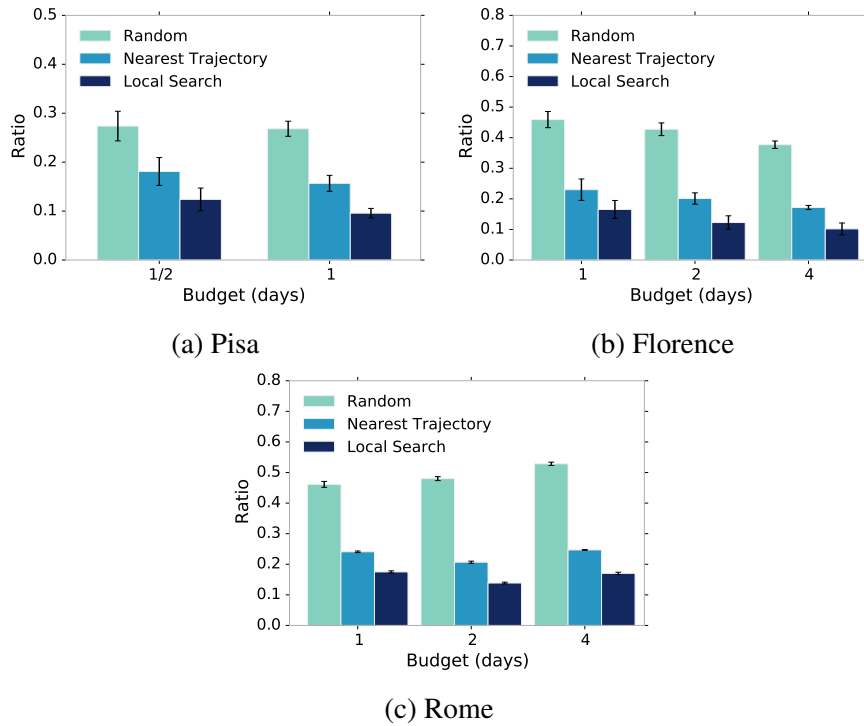 0.5
0.4
0.3
0.2
0.1
0.0
Ratio
Random
Nearest Trajectory
Local Search
1/2 1
Budget (days)
(a) Pisa
0.8
0.7
0.6
0.5
0.4
0.3
0.2
0.1
0.0
Ratio
Random
Nearest Trajectory
Local Search
1 2 4
Budget (days)
(b) Florence
0.8
0.7
0.6
0.5
0.4
0.3
0.2
0.1
0.0
Ratio
Random
Nearest Trajectory
Local Search
1 2 4
Budget (days)
(c) Rome